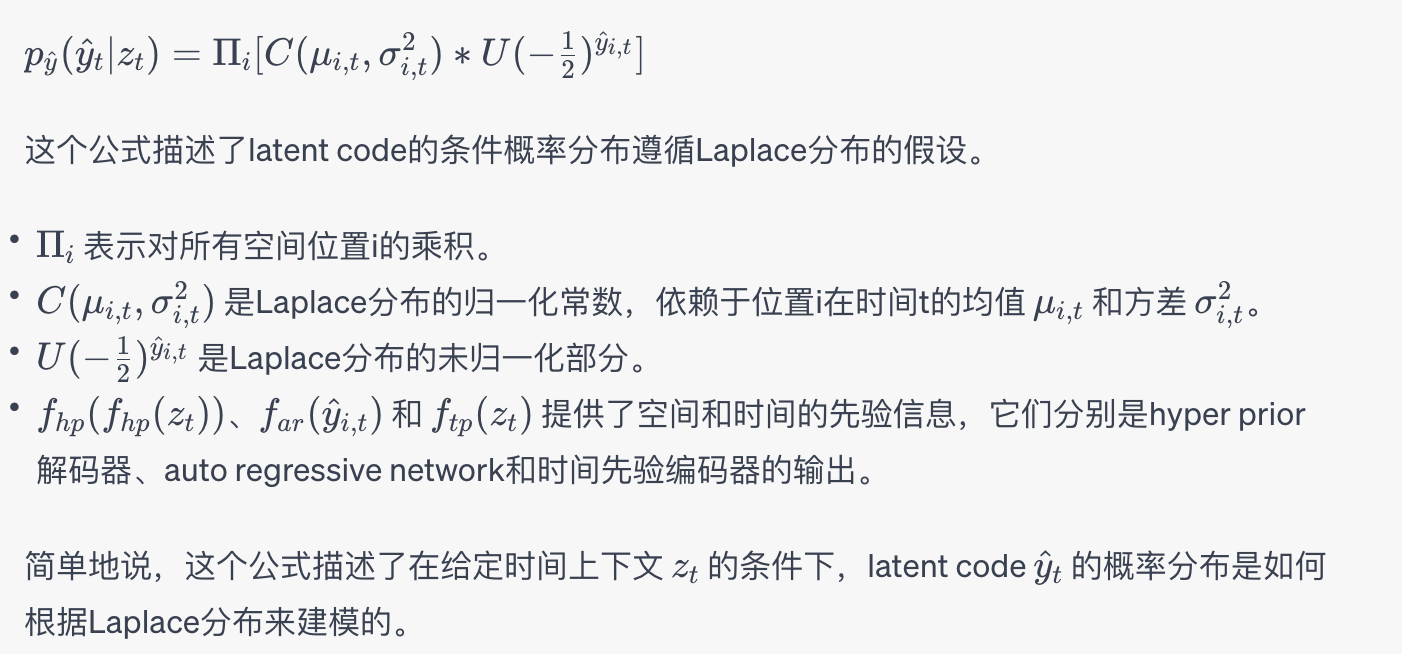 $p_{\hat{y}}(\hat{y}_t|z_t) = \Pi_i[C(\mu_{i,t}, \sigma^2_{i,t}) * U(-\frac{1}{2})^{\hat{y}_{i,t}}]$
这个公式描述了latent code的条件概率分布遵循Laplace分布的假设。
• $\Pi_i$ 表示对所有空间位置i的乘积。
• $C(\mu_{i,t}, \sigma^2_{i,t})$ 是Laplace分布的归一化常数，依赖于位置i在时间t的均值 $\mu_{i,t}$ 和方差 $\sigma^2_{i,t}$。
• $U(-\frac{1}{2})^{\hat{y}_{i,t}}$ 是Laplace分布的未归一化部分。
• $f_{hp}(f_{hp}(z_t))$、$f_{ar}(\hat{y}_{i,t})$ 和 $f_{tp}(z_t)$ 提供了空间和时间的先验信息，它们分别是hyper prior
解码器、auto regressive network和时间先验编码器的输出。
简单地说，这个公式描述了在给定时间上下文 $z_t$ 的条件下，latent code $\hat{y}_t$ 的概率分布是如何
根据Laplace分布来建模的。